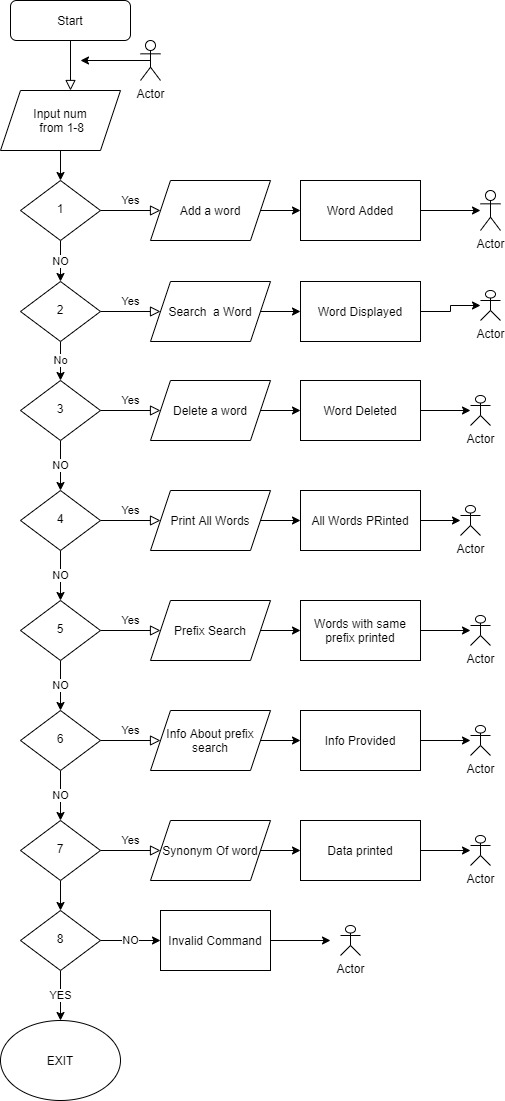 Start
Actor
Input num
from 1-8
1
Yes
Add a word
Word Added
Actor
NO
2
Yes
Search a Word
Word Displayed
Actor
No
3
Yes
Delete a word
Word Deleted
Actor
NO
4
Yes
Print All Words
All Words PRinted
Actor
NO
5
Yes
Prefix Search
Words with same
prefix printed
Actor
NO
6
Yes
Info About prefix
search
Info Provided
Actor
NO
7
Yes
Synonym Of word
Data printed
Actor
8
NO
Invalid Command
Actor
YES
EXIT